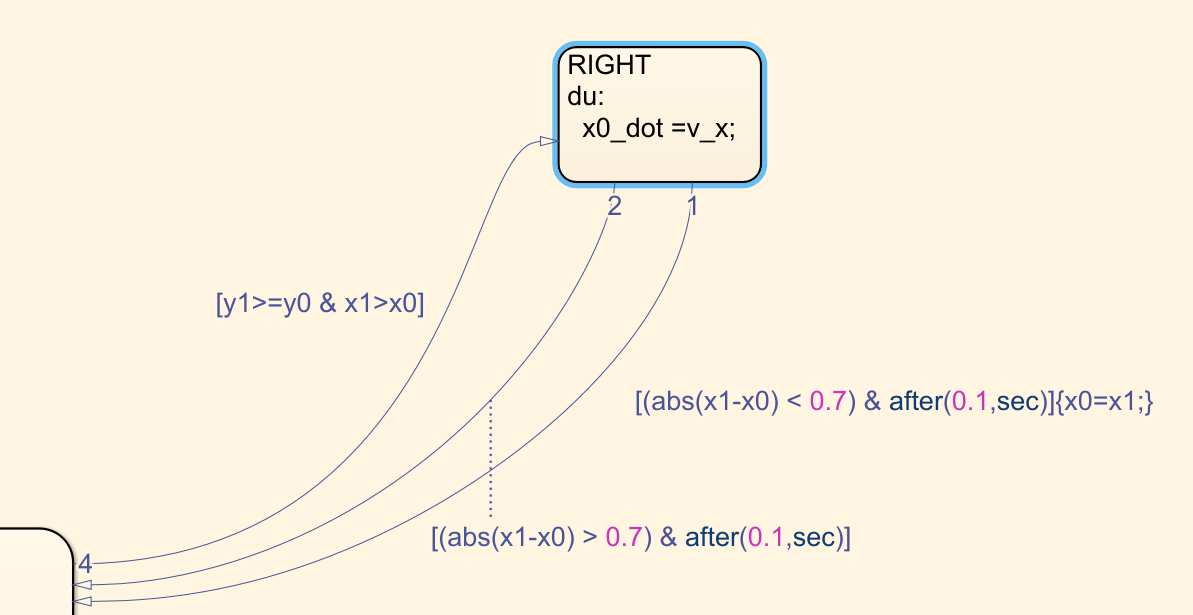 RIGHT
du:
x0_dot =v_x;
2
1
[y1>=y0 & x1>x0]
[(abs(x1-x0) < 0.7) & after(0.1,sec)]{x0=x1;}
[(abs(x1-x0) > 0.7) & after(0.1,sec)]
4